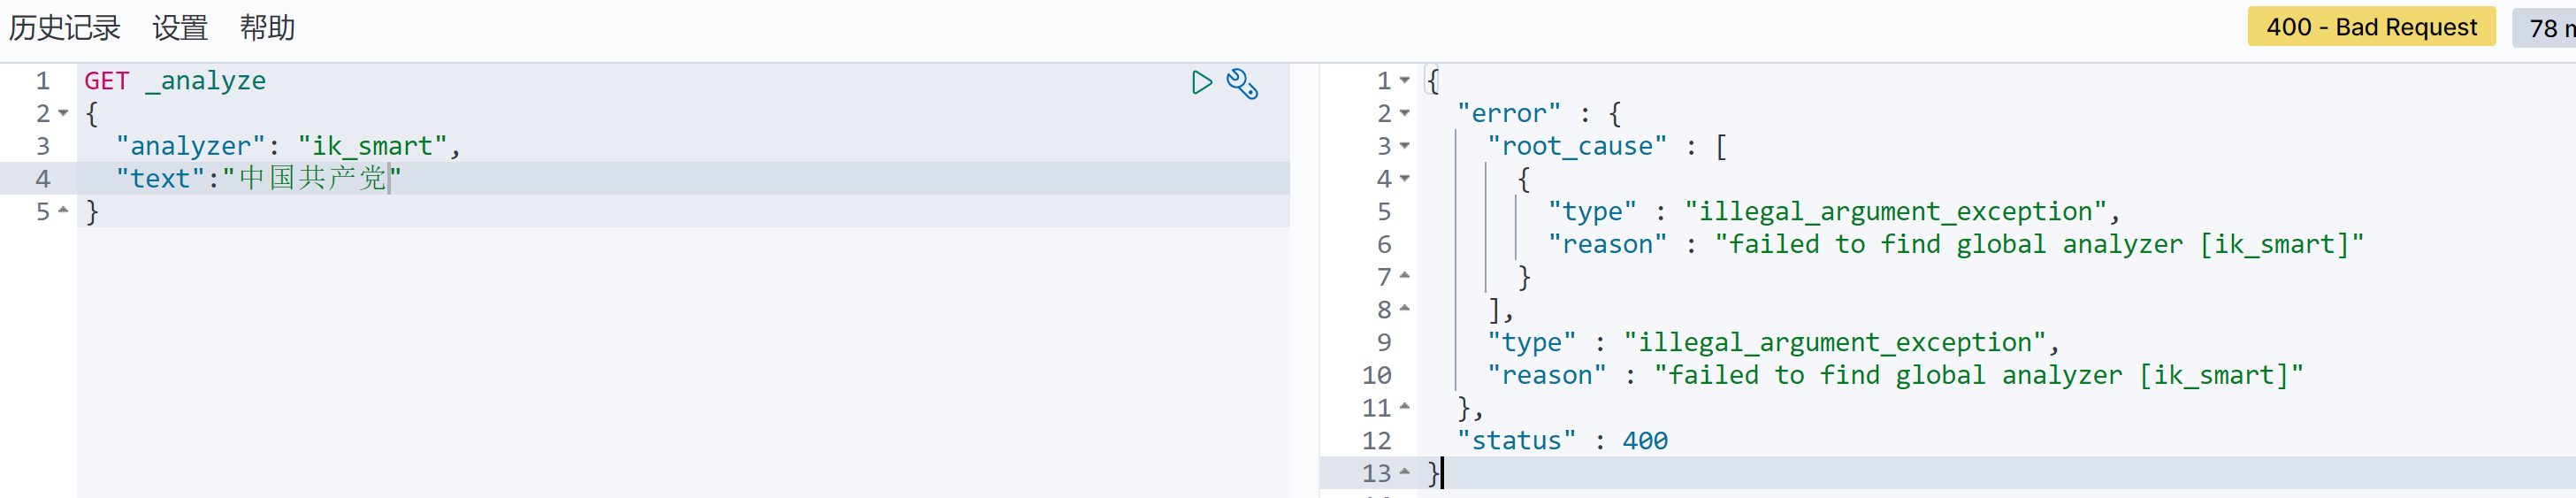 历史记录 设置 帮助
400 - Bad Request
78 m
1 GET _analyze
2 {
3 "analyzer": "ik_smart",
4 "text":"中国共产党"
5 }
1 {
2 "error" : {
3 "root_cause" : [
4 {
5 "type" : "illegal_argument_exception",
6 "reason" : "failed to find global analyzer [ik_smart]"
7 }
8 ],
9 "type" : "illegal_argument_exception",
10 "reason" : "failed to find global analyzer [ik_smart]"
11 },
12 "status" : 400
13 }